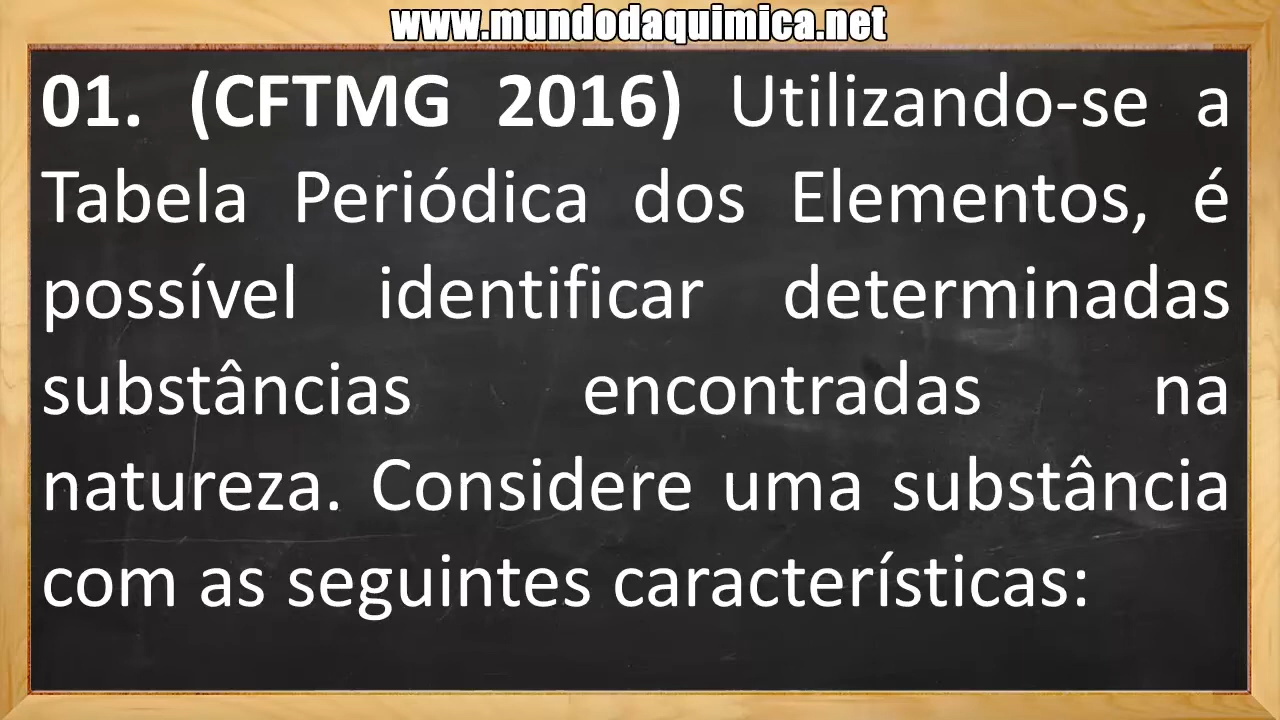 www.mundodaquimica.net
01. (CFTMG 2016) Utilizando-se a
Tabela Periódica dos Elementos, é
possível identificar determinadas
substâncias encontradas na
natureza. Considere uma substância
com as seguintes características: